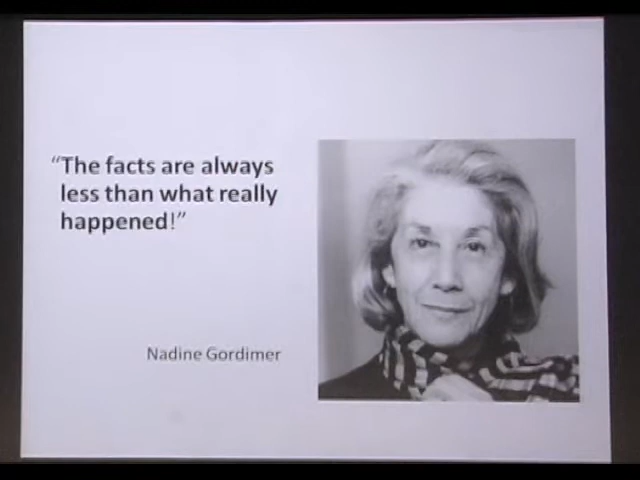 “The facts are always
less than what really
happened!”
Nadine Gordimer